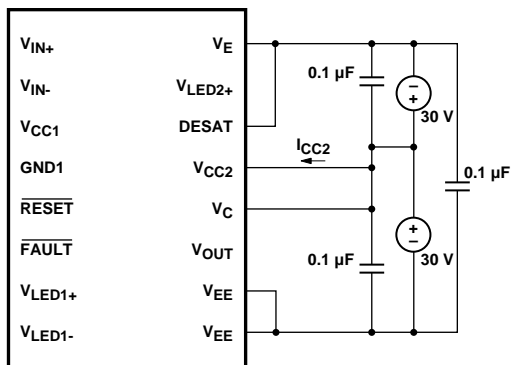 VIN+ VE
0.1 µF
VIN- VLED2+
VCC1 DESAT
30 V
GND1 VCC2
ICC2
0.1 µF
RESET VC
FAULT VOUT
0.1 µF
30 V
VLED1+ VEE
VLED1- VEE